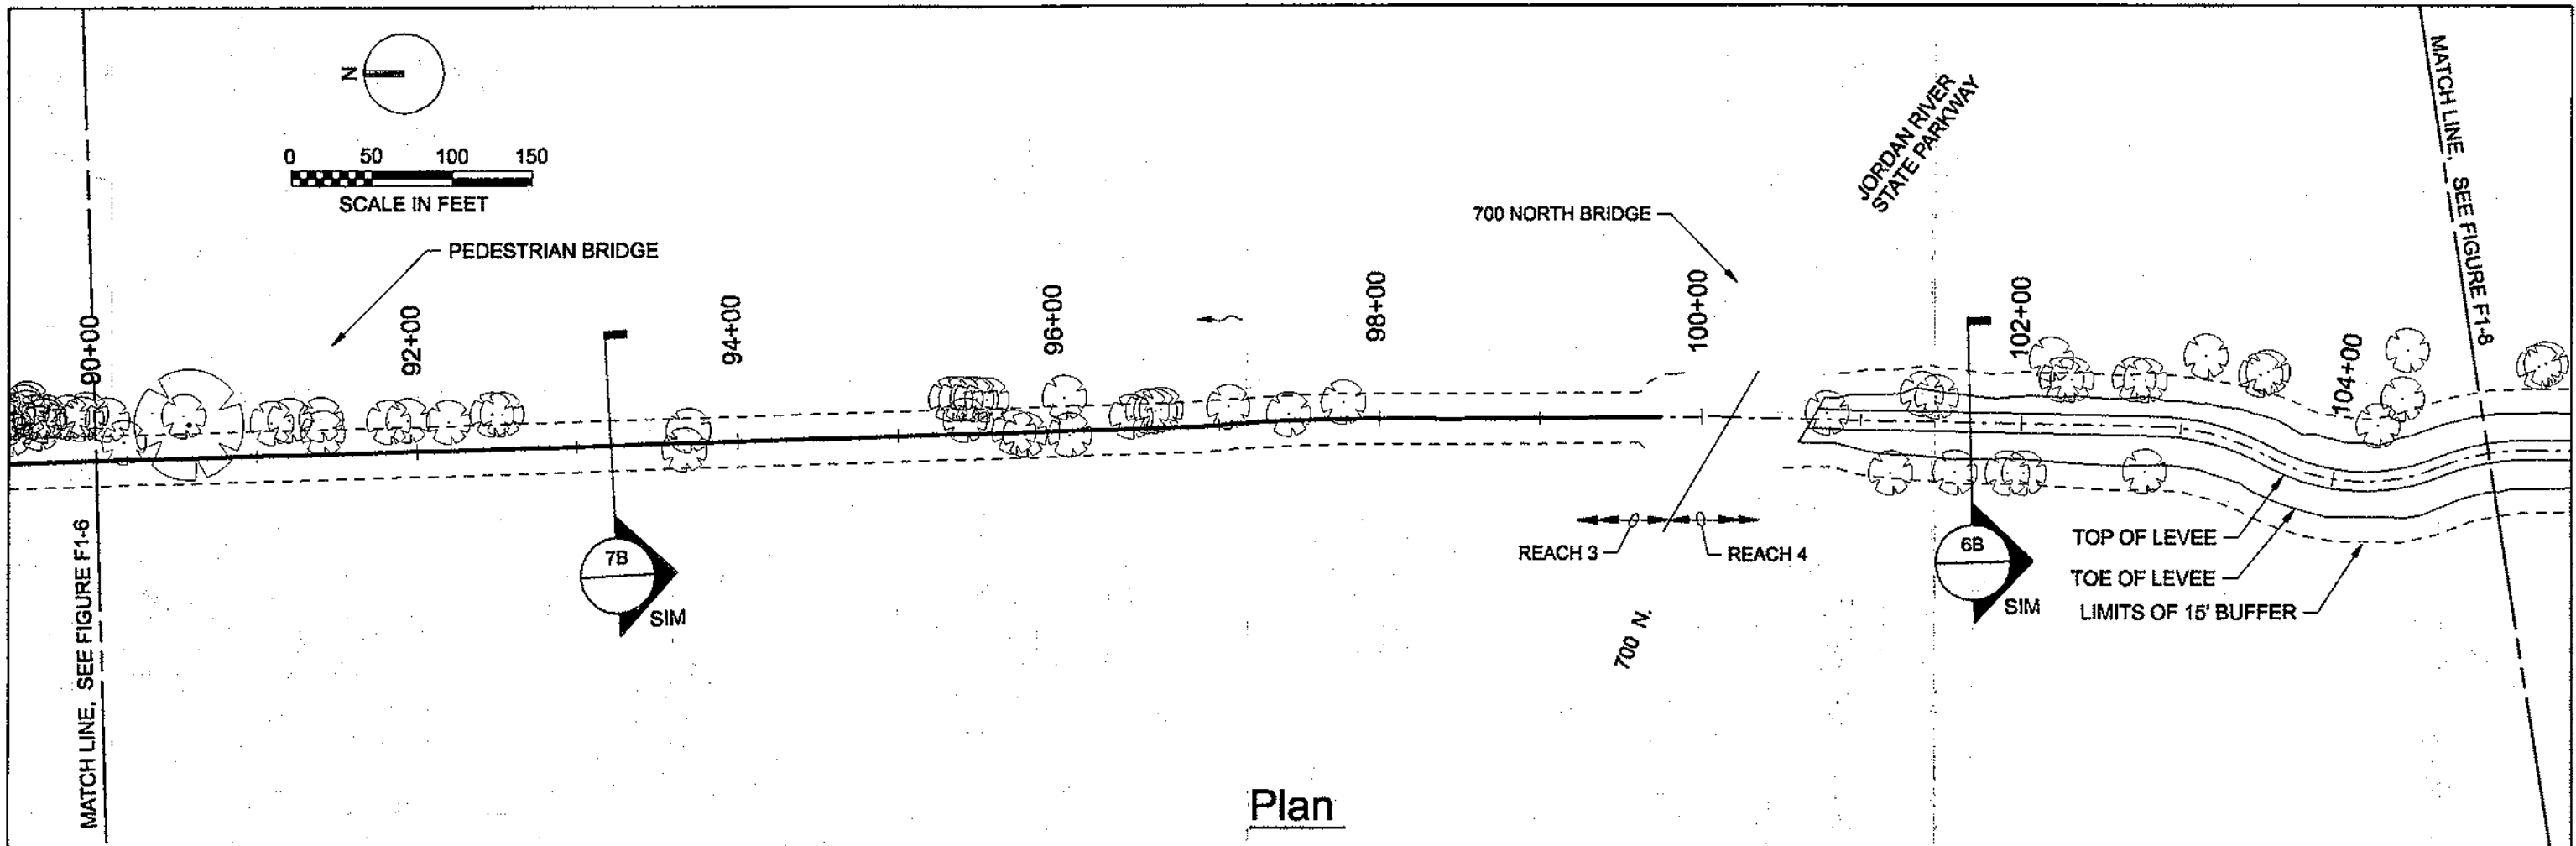 N
0 50 100 150
SCALE IN FEET
PEDESTRIAN BRIDGE
700 NORTH BRIDGE
JORDAN RIVER
STATE PARKWAY
MATCH LINE, SEE FIGURE F1-8
90+00
92+00
94+00
96+00
98+00
100+00
102+00
104+00
MATCH LINE, SEE FIGURE F1-6
7B
SIM
REACH 3
REACH 4
700 N.
6B
SIM
TOP OF LEVEE
TOE OF LEVEE
LIMITS OF 15' BUFFER
Plan